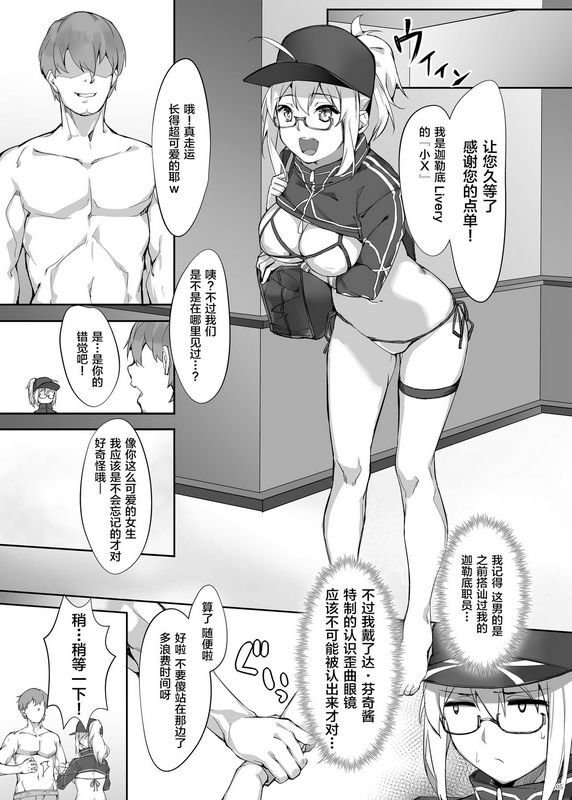 ウィィィン
让您久等了
感谢您的点单！
我是迦勒底Livery
的『小X』
哦！真走运
长得超可爱的耶w
咦？不过我们
是不是在哪里见过…？
是…是你的
错觉吧！
像你这么可爱的女生
我应该是不会忘记的才对
好奇怪哦—
我记得 这男的是
之前搭讪过我的
迦勒底职员…
不过我戴了达·芬奇酱
特制的认识歪曲眼镜
应该不可能被认出来才对…
算了 随便啦
好啦 不要傻站在那边了
多浪费时间呀
稍…稍等一下！